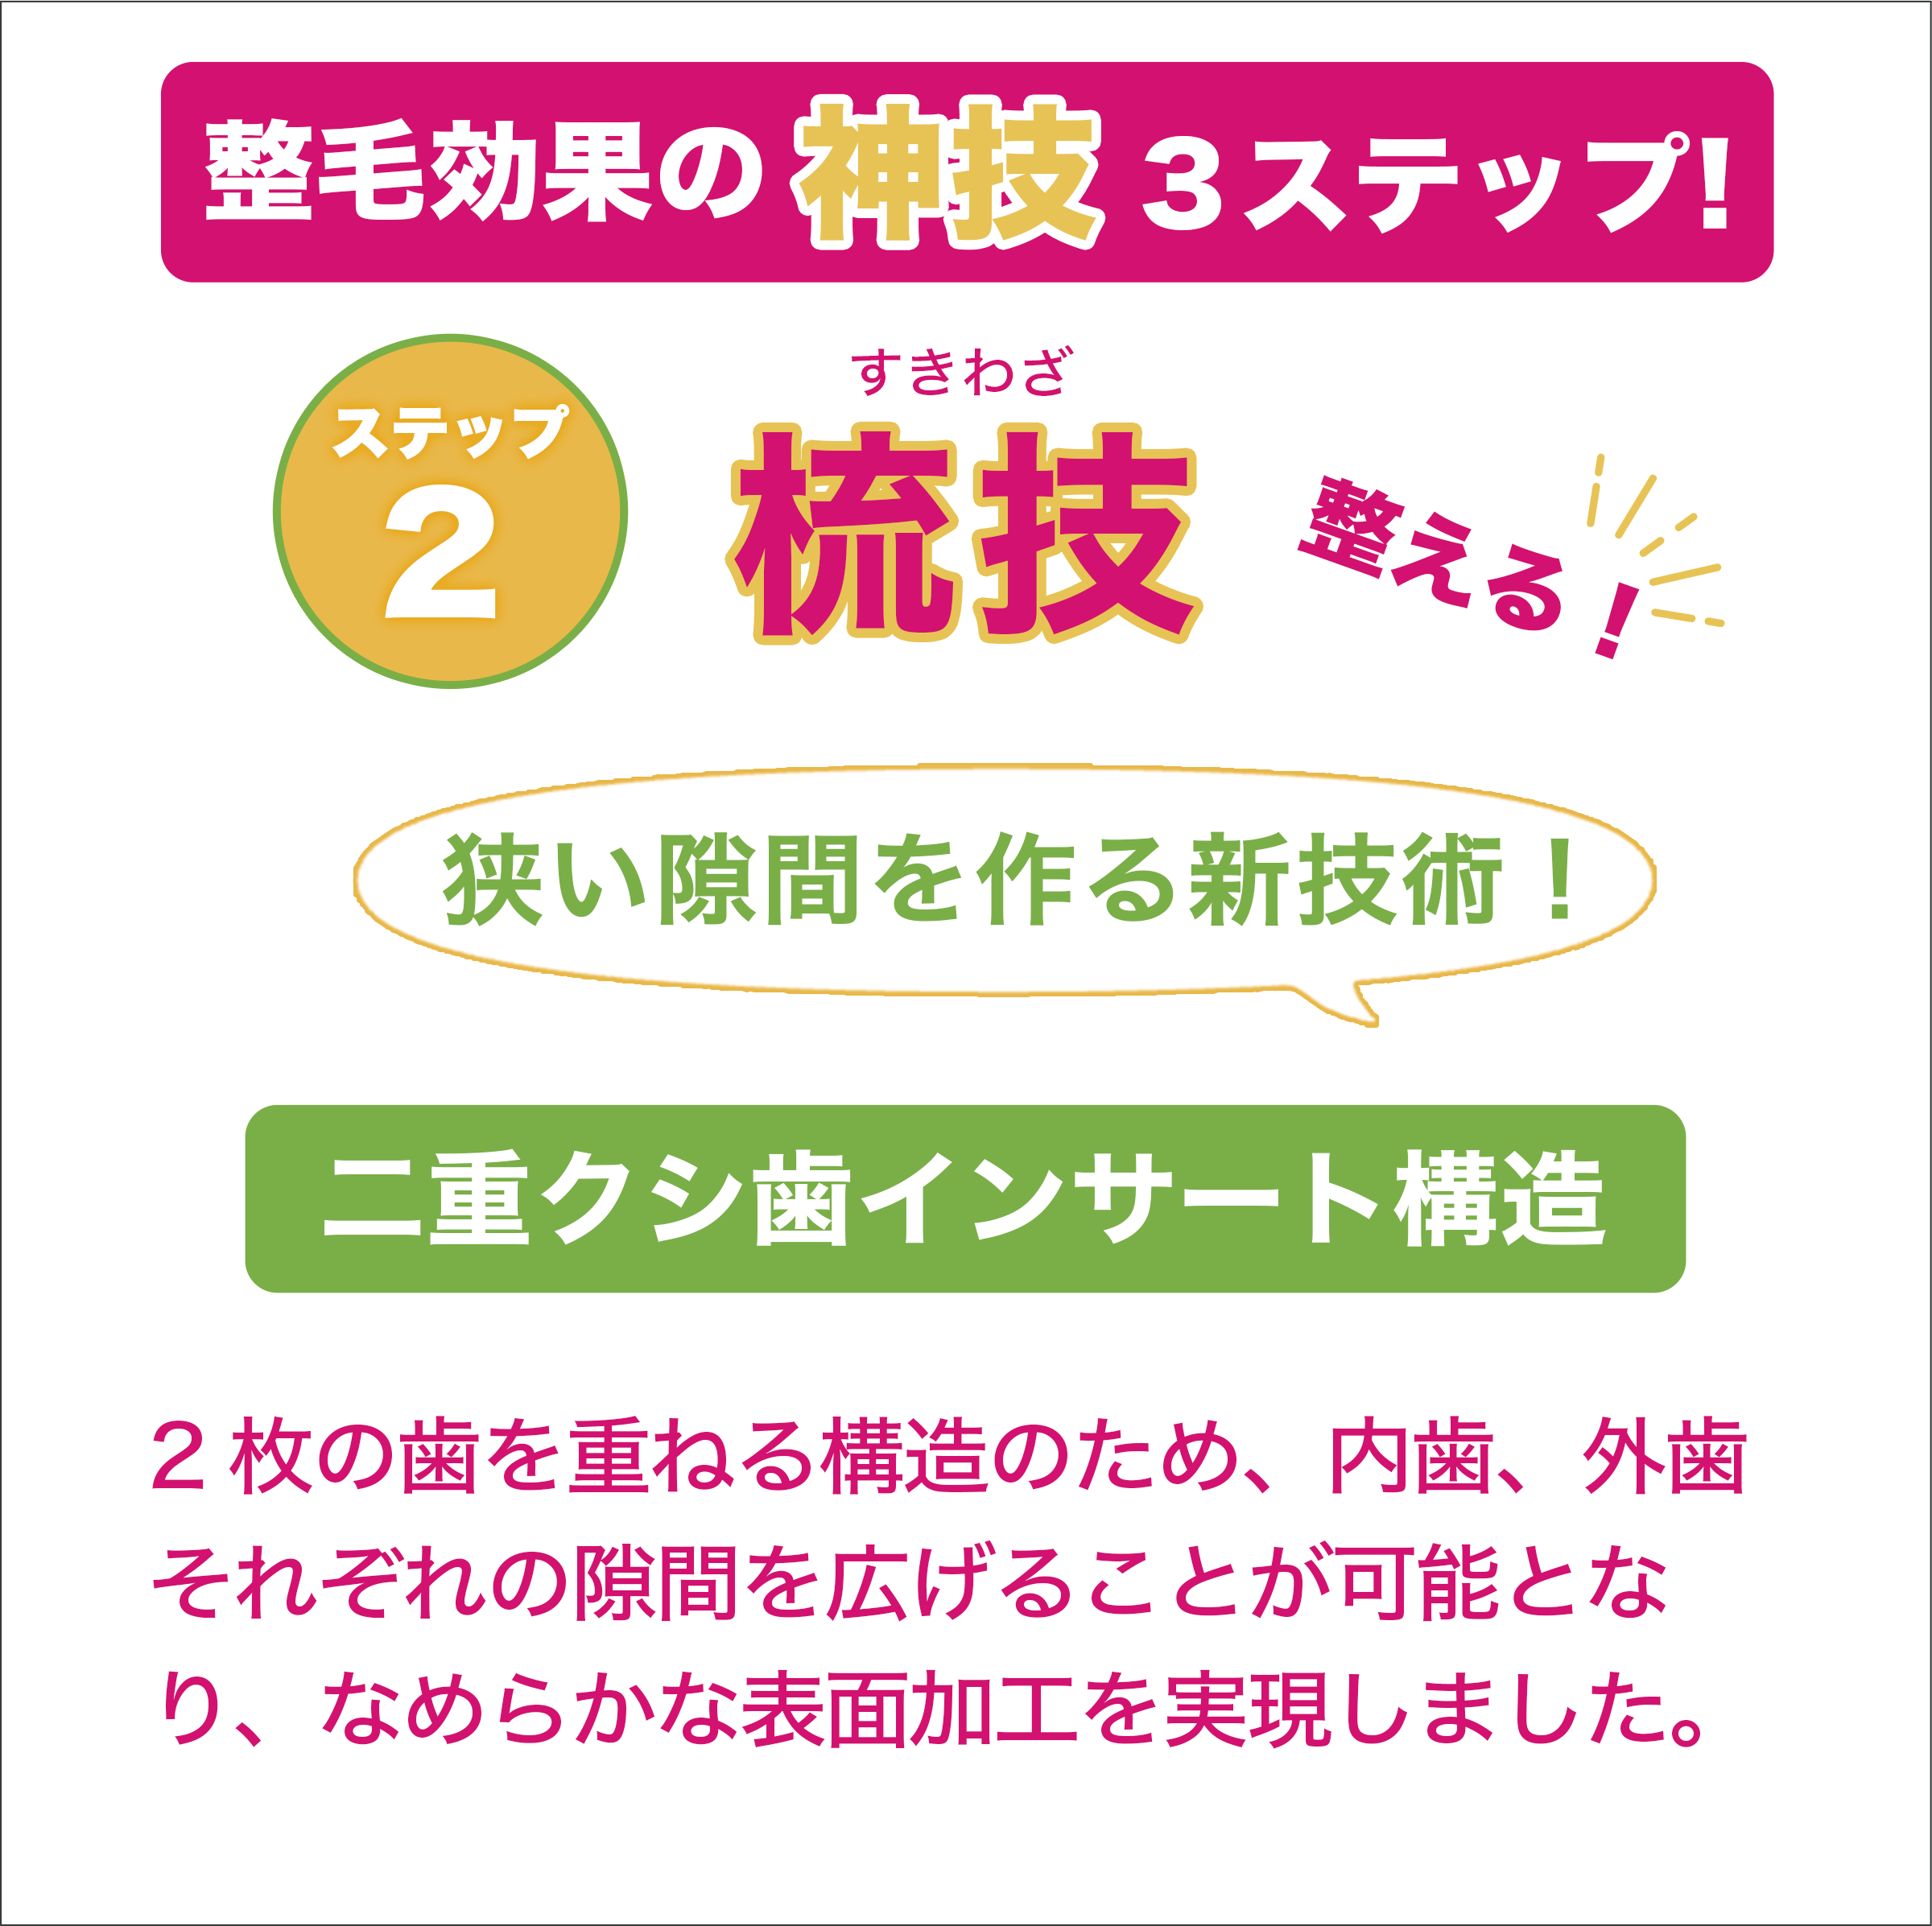 整毛効果の神技3ステップ!
ステップ
2
すきわざ
梳技
整える!
狭い隙間を作る新技術！
二重クシ歯インサート構造
２枚の歯を重ねる構造のため、内歯、外歯
それぞれの隙間を広げることが可能とな
り、なめらかな表面加工を実現しました。